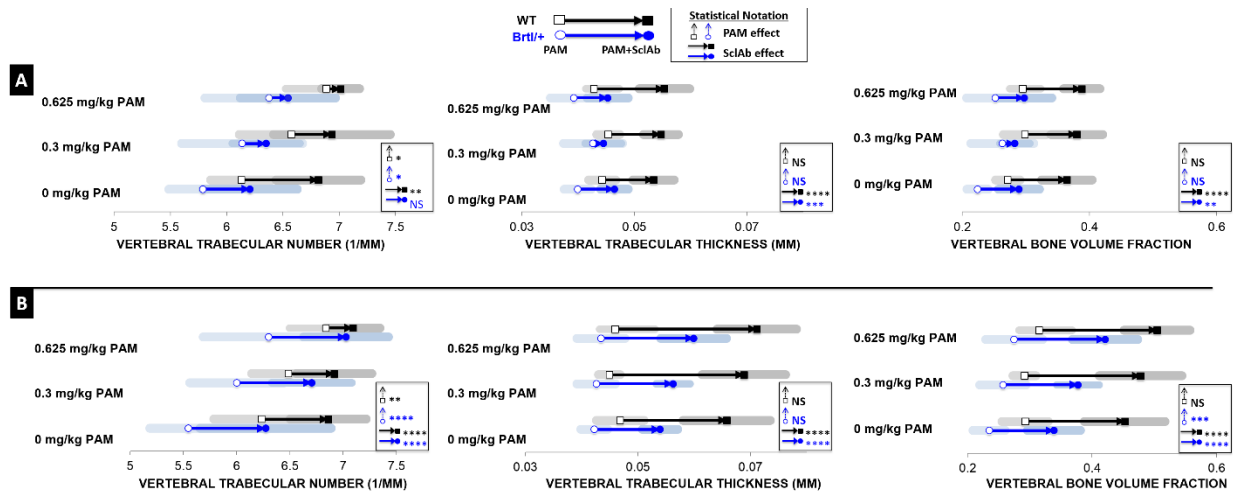 WT
Brtl/+
PAM
PAM+SclAb
Statistical Notation
PAM effect
SclAb effect
A
0.625 mg/kg PAM
0.3 mg/kg PAM
0 mg/kg PAM
*
*
**
NS
5 5.5 6 6.5 7 7.5
VERTEBRAL TRABECULAR NUMBER (1/MM)
0.625 mg/kg PAM
0.3 mg/kg PAM
0 mg/kg PAM
NS
NS
****
***
0.03 0.05 0.07
VERTEBRAL TRABECULAR THICKNESS (MM)
0.625 mg/kg PAM
0.3 mg/kg PAM
0 mg/kg PAM
NS
NS
****
**
0.2 0.4 0.6
VERTEBRAL BONE VOLUME FRACTION
B
0.625 mg/kg PAM
0.3 mg/kg PAM
0 mg/kg PAM
**
****
****
****
5 5.5 6 6.5 7 7.5
VERTEBRAL TRABECULAR NUMBER (1/MM)
0.625 mg/kg PAM
0.3 mg/kg PAM
0 mg/kg PAM
NS
NS
****
****
0.03 0.05 0.07
VERTEBRAL TRABECULAR THICKNESS (MM)
0.625 mg/kg PAM
0.3 mg/kg PAM
0 mg/kg PAM
NS
***
****
****
0.2 0.4 0.6
VERTEBRAL BONE VOLUME FRACTION